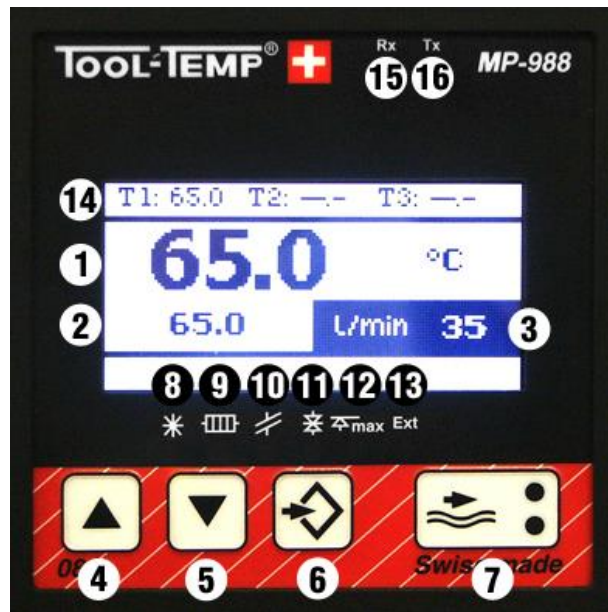 TOOL-TEMP®
Rx Tx
15 16
MP-988
14 T1: 65.0 T2: --.- T3: --.-
1 65.0 °C
2 65.0 l/min 35 3
8 9 10 11 12 13
max Ext
08
Swiss made
4 5 6 7